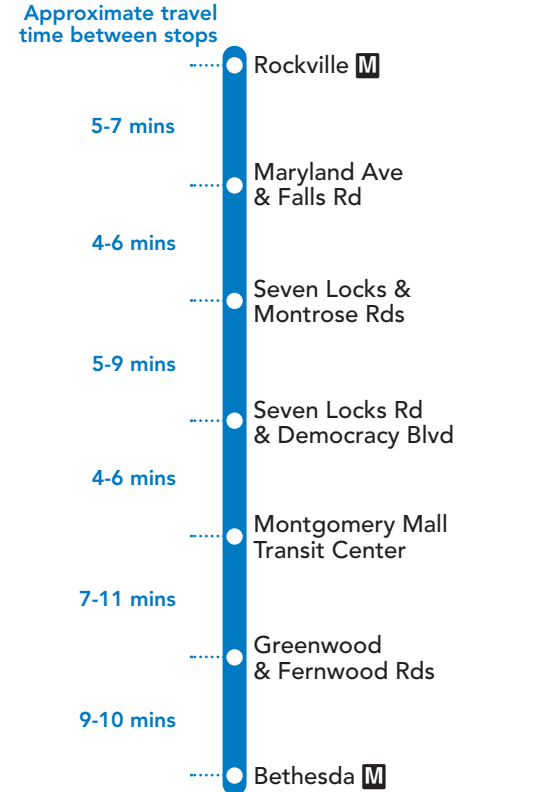 Approximate travel
time between stops
Rockville M
5-7 mins
Maryland Ave
& Falls Rd
4-6 mins
Seven Locks &
Montrose Rds
5-9 mins
Seven Locks Rd
& Democracy Blvd
4-6 mins
Montgomery Mall
Transit Center
7-11 mins
Greenwood
& Fernwood Rds
9-10 mins
Bethesda M